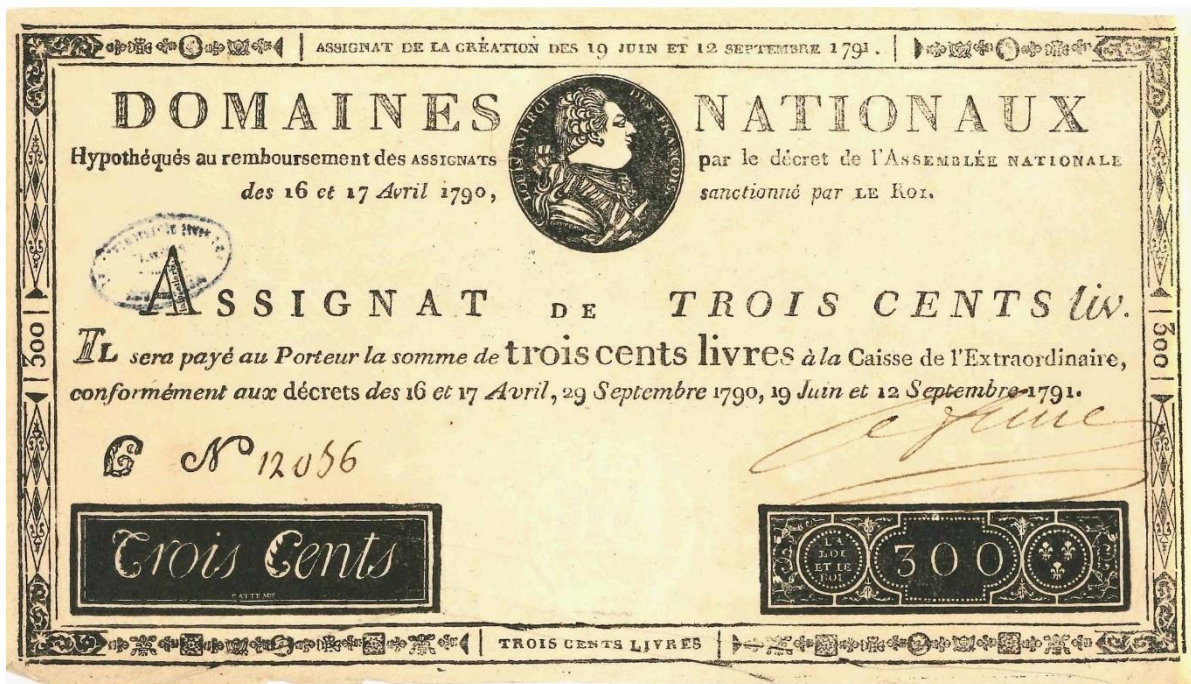 ASSIGNAT DE LA CRÉATION DES 19 JUIN ET 12 SEPTEMBRE 1791.
DOMAINES NATIONAUX
Hypothéqués au remboursement des ASSIGNATS par le décret de l'ASSEMBLÉE NATIONALE
des 16 et 17 Avril 1790, sanctionné par LE ROI.
LOUIS XVI ROI DES FRANÇOIS
ASSIGNAT DE TROIS CENTS liv.
IL sera payé au Porteur la somme de trois cents livres à la Caisse de l'Extraordinaire,
conformément aux décrets des 16 et 17 Avril, 29 Septembre 1790, 19 Juin et 12 Septembre 1791.
300
300
G No 12056
Trois Cents
LA
LOI
ET LE
ROI
300
TROIS CENTS LIVRES